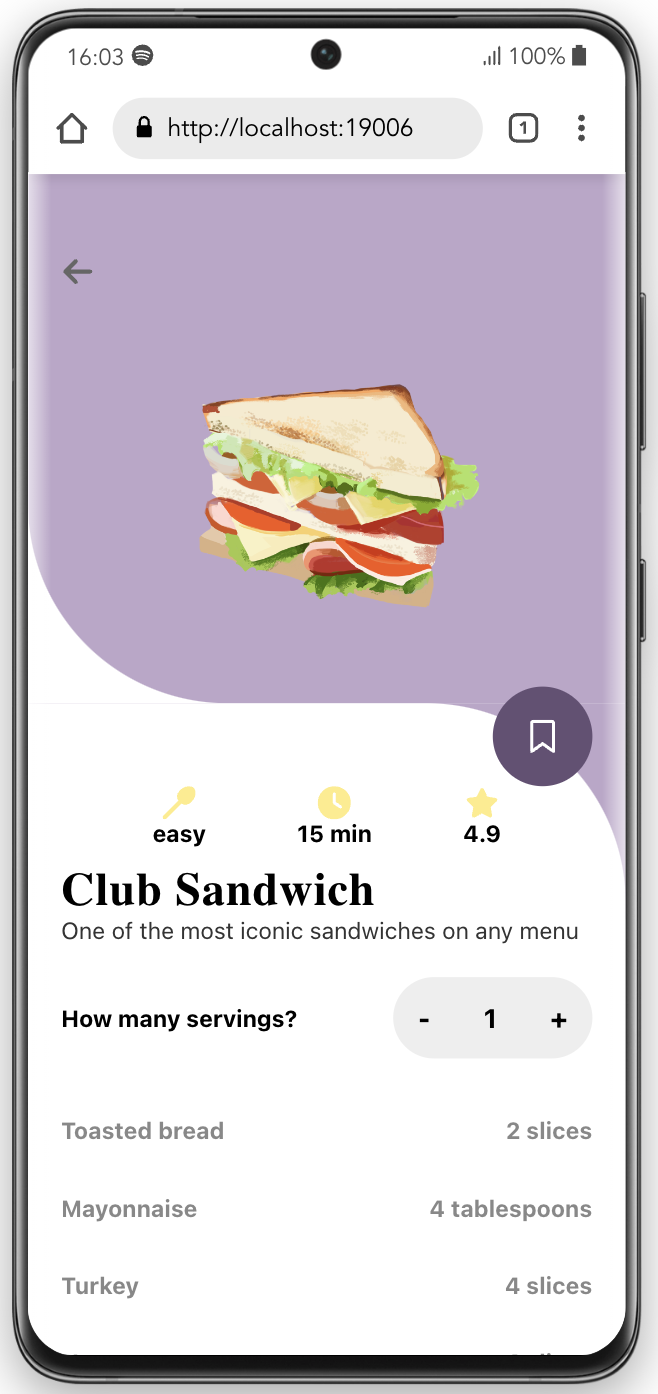 16:03 100%
http://localhost:19006 1
easy 15 min 4.9
Club Sandwich
One of the most iconic sandwiches on any menu
How many servings? - 1 +
Toasted bread 2 slices
Mayonnaise 4 tablespoons
Turkey 4 slices